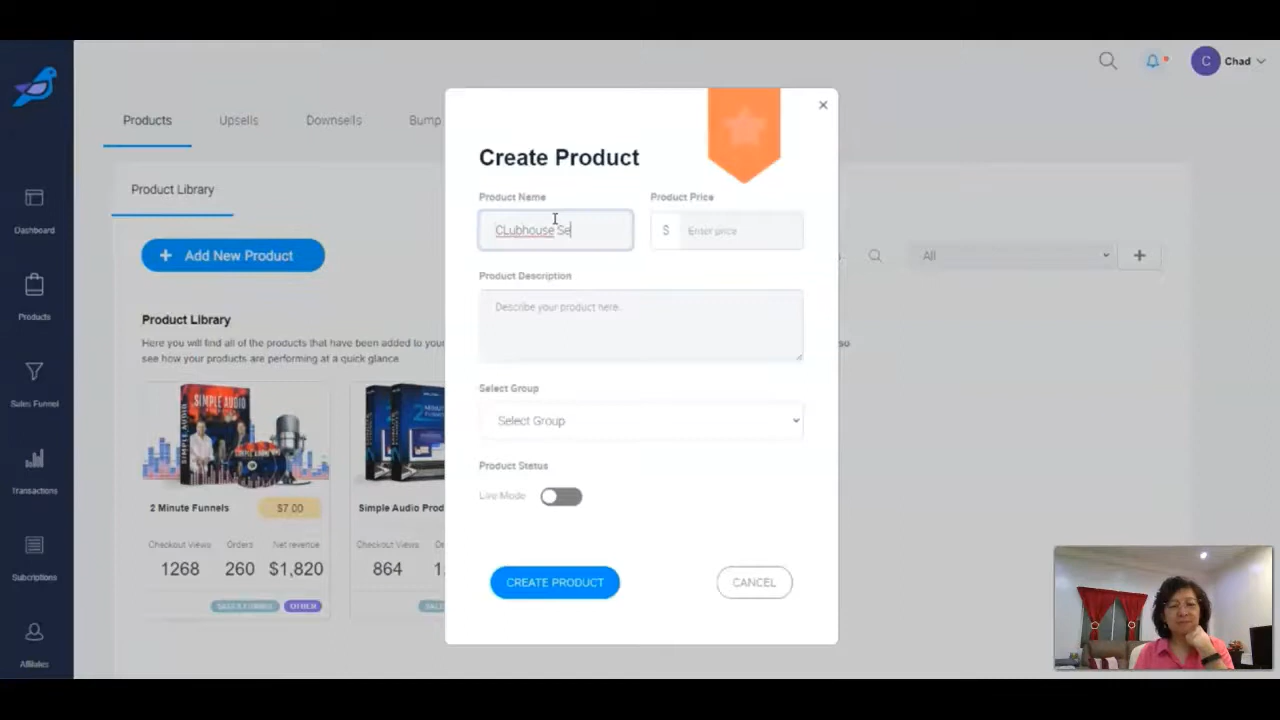 C
Chad
Products
Upsells
Downsells
Bump
Product Library
+ Add New Product
Product Library
Here you will find all of the products that have been added to your
see how your products are performing at a quick glance.
SIMPLE AUDIO
2 Minute Funnels
$7.00
Simple Audio Prod
Checkout Views
Orders
Net revenue
Checkout Views
1268
260
$1,820
864
OTHER
Dashboard
Products
Sales Funnel
Transactions
Subcriptions
Affiliates
All
so
Create Product
Product Name
Product Price
CLubhouse Se
$
Enter price
Product Description
Describe your product here..
Select Group
Select Group
Product Status
Live Mode
CREATE PRODUCT
CANCEL